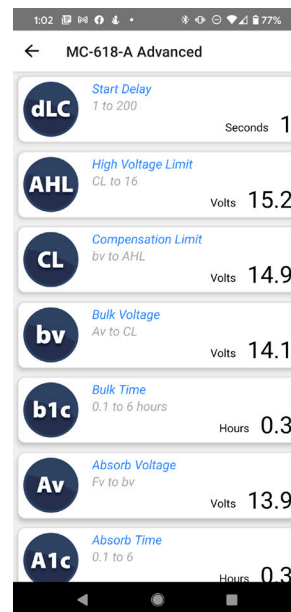 1:02 77%
MC-618-A Advanced
dLC Start Delay
1 to 200
Seconds 1
AHL High Voltage Limit
CL to 16
Volts 15.2
CL Compensation Limit
bv to AHL
Volts 14.9
bv Bulk Voltage
Av to CL
Volts 14.1
b1c Bulk Time
0.1 to 6 hours
Hours 0.3
Av Absorb Voltage
Fv to bv
Volts 13.9
A1c Absorb Time
0.1 to 6
Hours 0.3